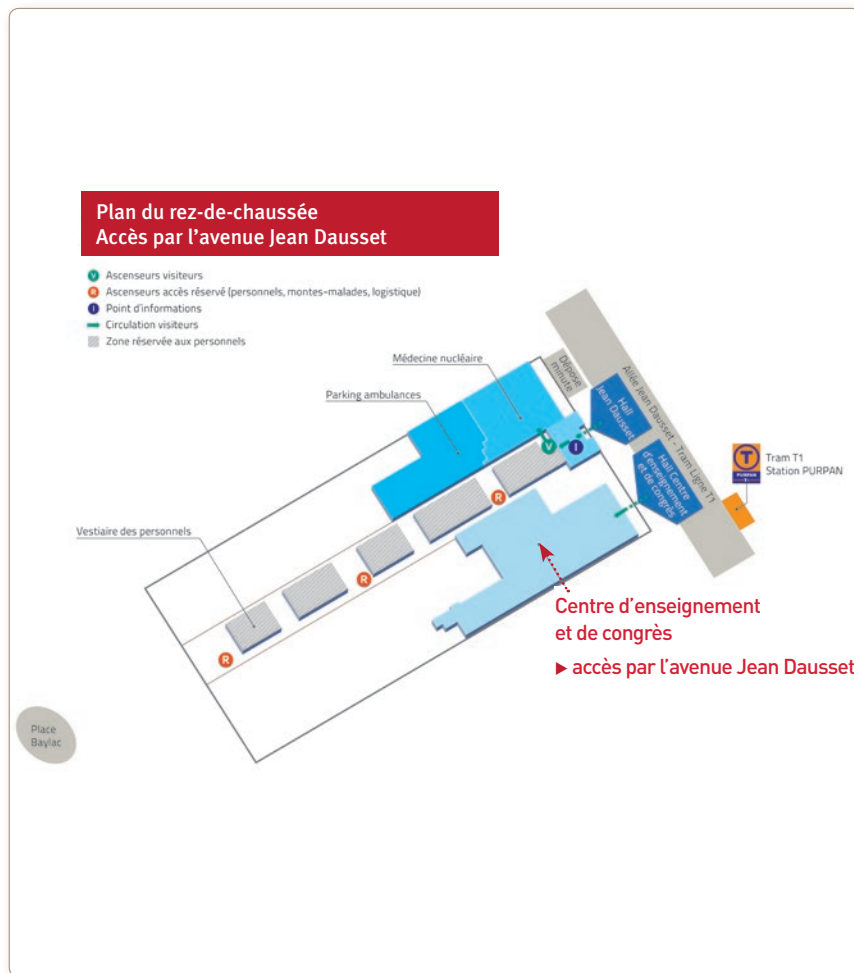 Plan du rez-de-chaussée
Accès par l’avenue Jean Dausset
V Ascenseurs visiteurs
R Ascenseurs accès réservé (personnels, montes-malades, logistique)
I Point d’informations
Circulation visiteurs
Zone réservée aux personnels
Médecine nucléaire
Parking ambulances
Vestiaire des personnels
Dépose
minute
Allée Jean Dausset - Tram Ligne T1
Hall
Jean Dausset
Hall Centre
d’enseignement
et de congrès
V
I
R
R
R
T
PURPAN
Tram T1
Station PURPAN
Centre d’enseignement
et de congrès
▶ accès par l’avenue Jean Dausset
Place
Baylac